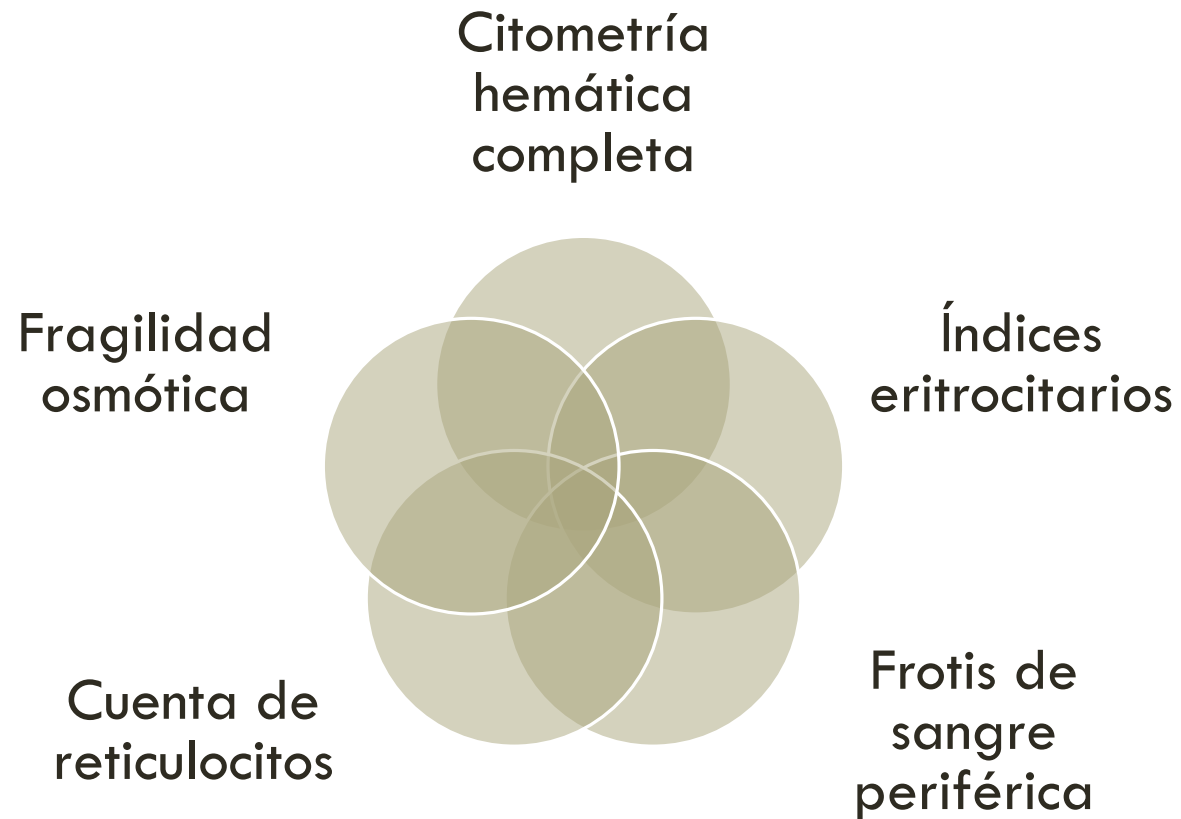 Citometría
hemática
completa
Fragilidad
osmótica
Índices
eritrocitarios
Cuenta de
reticulocitos
Frotis de
sangre
periférica